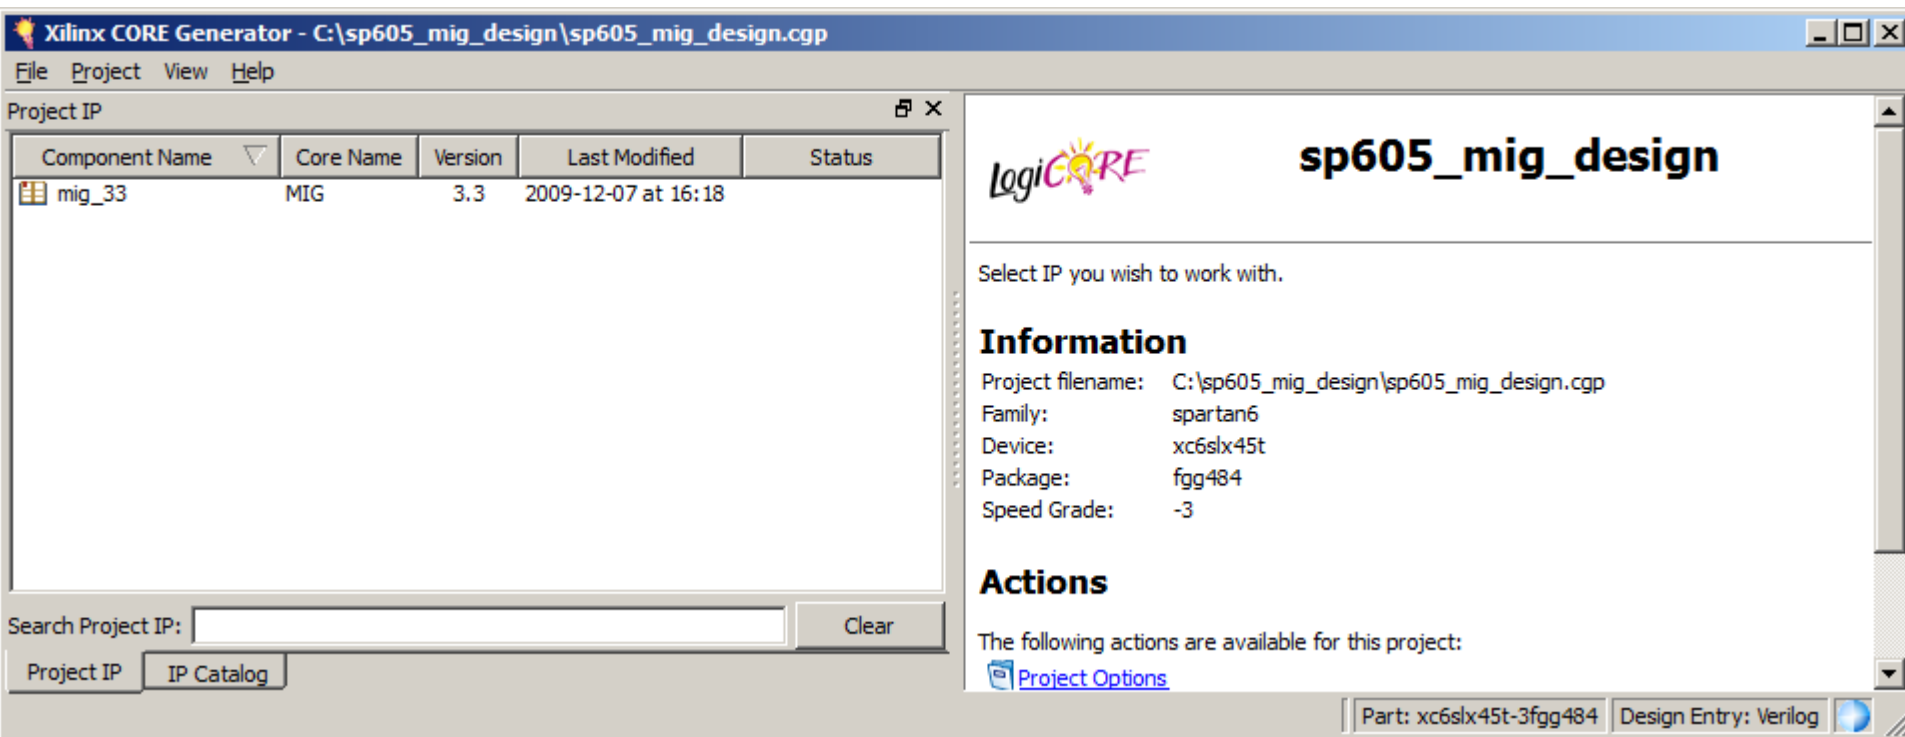 Xilinx CORE Generator - C:\sp605_mig_design\sp605_mig_design.cgp
File Project View Help
Project IP
Component Name Core Name Version Last Modified Status
mig_33 MIG 3.3 2009-12-07 at 16:18
Search Project IP: Clear
Project IP IP Catalog
LogiCORE
sp605_mig_design
Select IP you wish to work with.
Information
Project filename: C:\sp605_mig_design\sp605_mig_design.cgp
Family: spartan6
Device: xc6slx45t
Package: fgg484
Speed Grade: -3
Actions
The following actions are available for this project:
Project Options
Part: xc6slx45t-3fgg484 Design Entry: Verilog